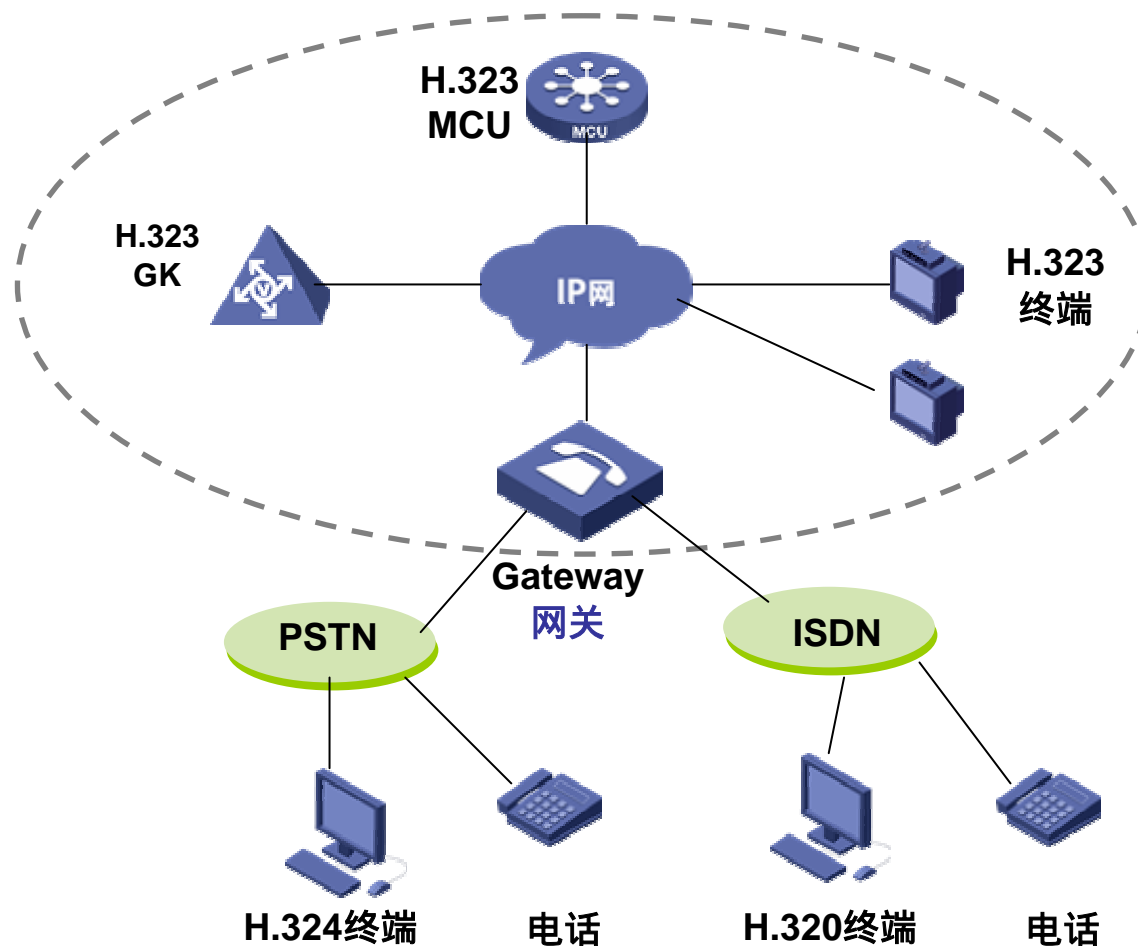 H.323
MCU
MCU
H.323
GK
IP网
H.323
终端
Gateway
网关
PSTN
ISDN
H.324终端
电话
H.320终端
电话
V